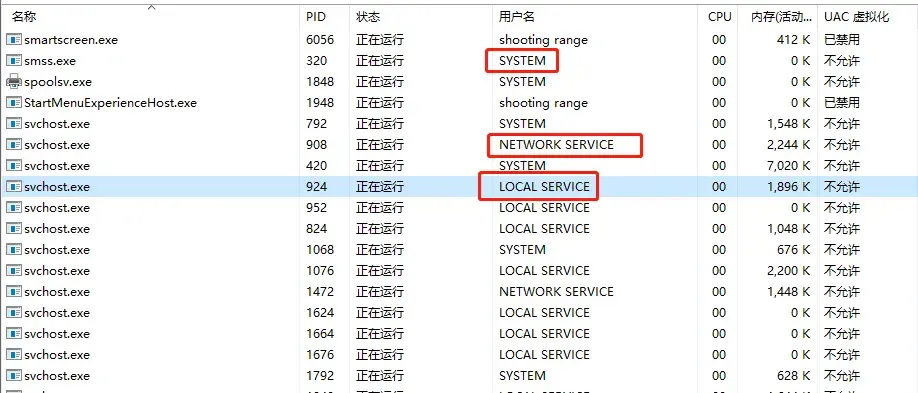 名称 PID 状态 用户名 CPU 内存(活动... UAC 虚拟化
smartscreen.exe 6056 正在运行 shooting range 00 412 K 已禁用
smss.exe 320 正在运行 SYSTEM 00 0 K 不允许
spoolsv.exe 1848 正在运行 SYSTEM 00 0 K 不允许
StartMenuExperienceHost.exe 1948 正在运行 shooting range 00 0 K 已禁用
svchost.exe 792 正在运行 SYSTEM 00 1,548 K 不允许
svchost.exe 908 正在运行 NETWORK SERVICE 00 2,244 K 不允许
svchost.exe 420 正在运行 SYSTEM 00 7,020 K 不允许
svchost.exe 924 正在运行 LOCAL SERVICE 00 1,896 K 不允许
svchost.exe 952 正在运行 LOCAL SERVICE 00 0 K 不允许
svchost.exe 824 正在运行 LOCAL SERVICE 00 1,048 K 不允许
svchost.exe 1068 正在运行 SYSTEM 00 676 K 不允许
svchost.exe 1076 正在运行 LOCAL SERVICE 00 2,200 K 不允许
svchost.exe 1472 正在运行 NETWORK SERVICE 00 1,448 K 不允许
svchost.exe 1624 正在运行 LOCAL SERVICE 00 0 K 不允许
svchost.exe 1664 正在运行 LOCAL SERVICE 00 0 K 不允许
svchost.exe 1676 正在运行 LOCAL SERVICE 00 0 K 不允许
svchost.exe 1792 正在运行 SYSTEM 00 628 K 不允许